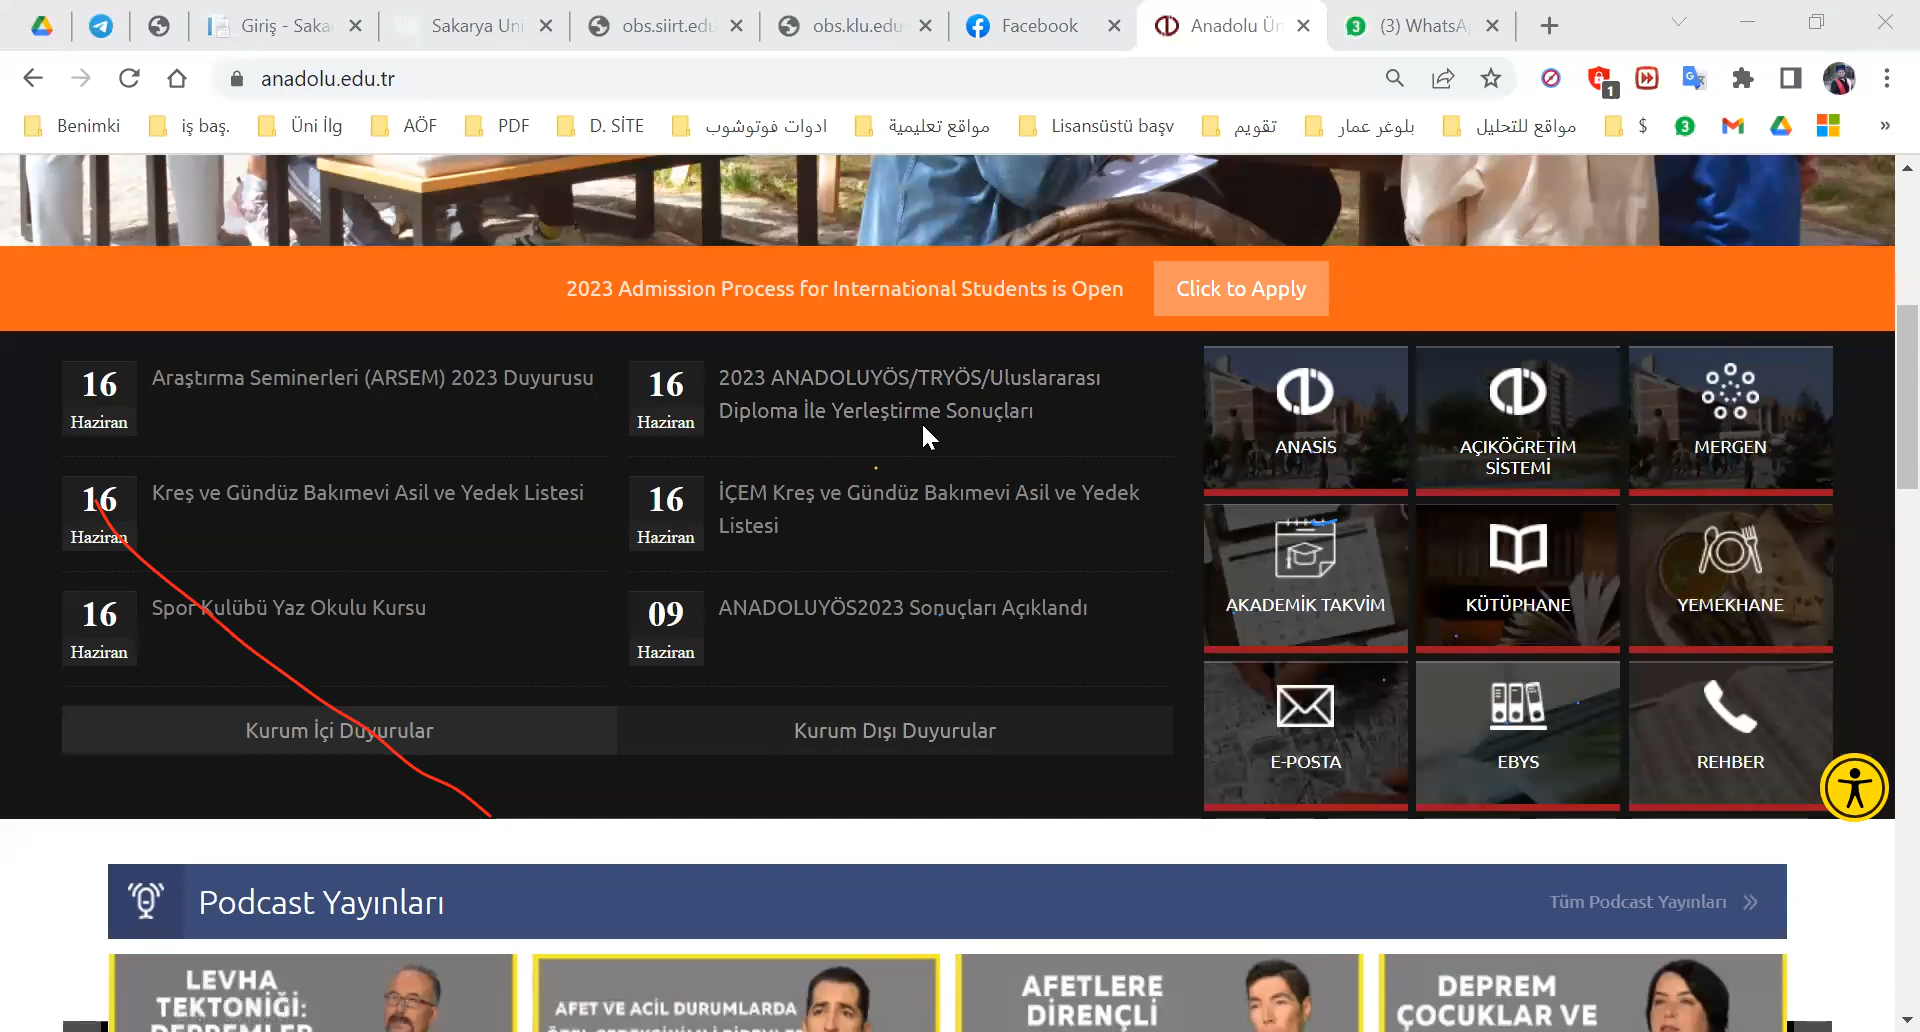 Giriş - Saka
Sakarya Uni
obs.siirt.edu
obs.klu.edu
Facebook
Anadolu Ün
(3) WhatsA
anadolu.edu.tr
1
Benimki
iş baş.
Üni İlg
AÖF
PDF
D. SİTE
ادوات فوتوشوب
مواقع تعليمية
Lisansüstü başv
تقويم
بلوغر عمار
مواقع للتحليل
$
3
»
2023 Admission Process for International Students is Open
Click to Apply
16
Haziran
Araştırma Seminerleri (ARSEM) 2023 Duyurusu
16
Haziran
2023 ANADOLUYÖS/TRYÖS/Uluslararası
Diploma İle Yerleştirme Sonuçları
16
Haziran
Kreş ve Gündüz Bakımevi Asil ve Yedek Listesi
16
Haziran
İÇEM Kreş ve Gündüz Bakımevi Asil ve Yedek
Listesi
16
Haziran
Spor Kulübü Yaz Okulu Kursu
09
Haziran
ANADOLUYÖS2023 Sonuçları Açıklandı
Kurum İçi Duyurular
Kurum Dışı Duyurular
ANASİS
AÇIKÖĞRETİM
SİSTEMİ
MERGEN
AKADEMİK TAKVİM
KÜTÜPHANE
YEMEKHANE
E-POSTA
EBYS
REHBER
Podcast Yayınları
Tüm Podcast Yayınları
LEVHA
TEKTONİĞİ:
DEPREMLER
AFET VE ACİL DURUMLARDA
AFETLERE
DİRENÇLİ
DEPREM
ÇOCUKLAR VE